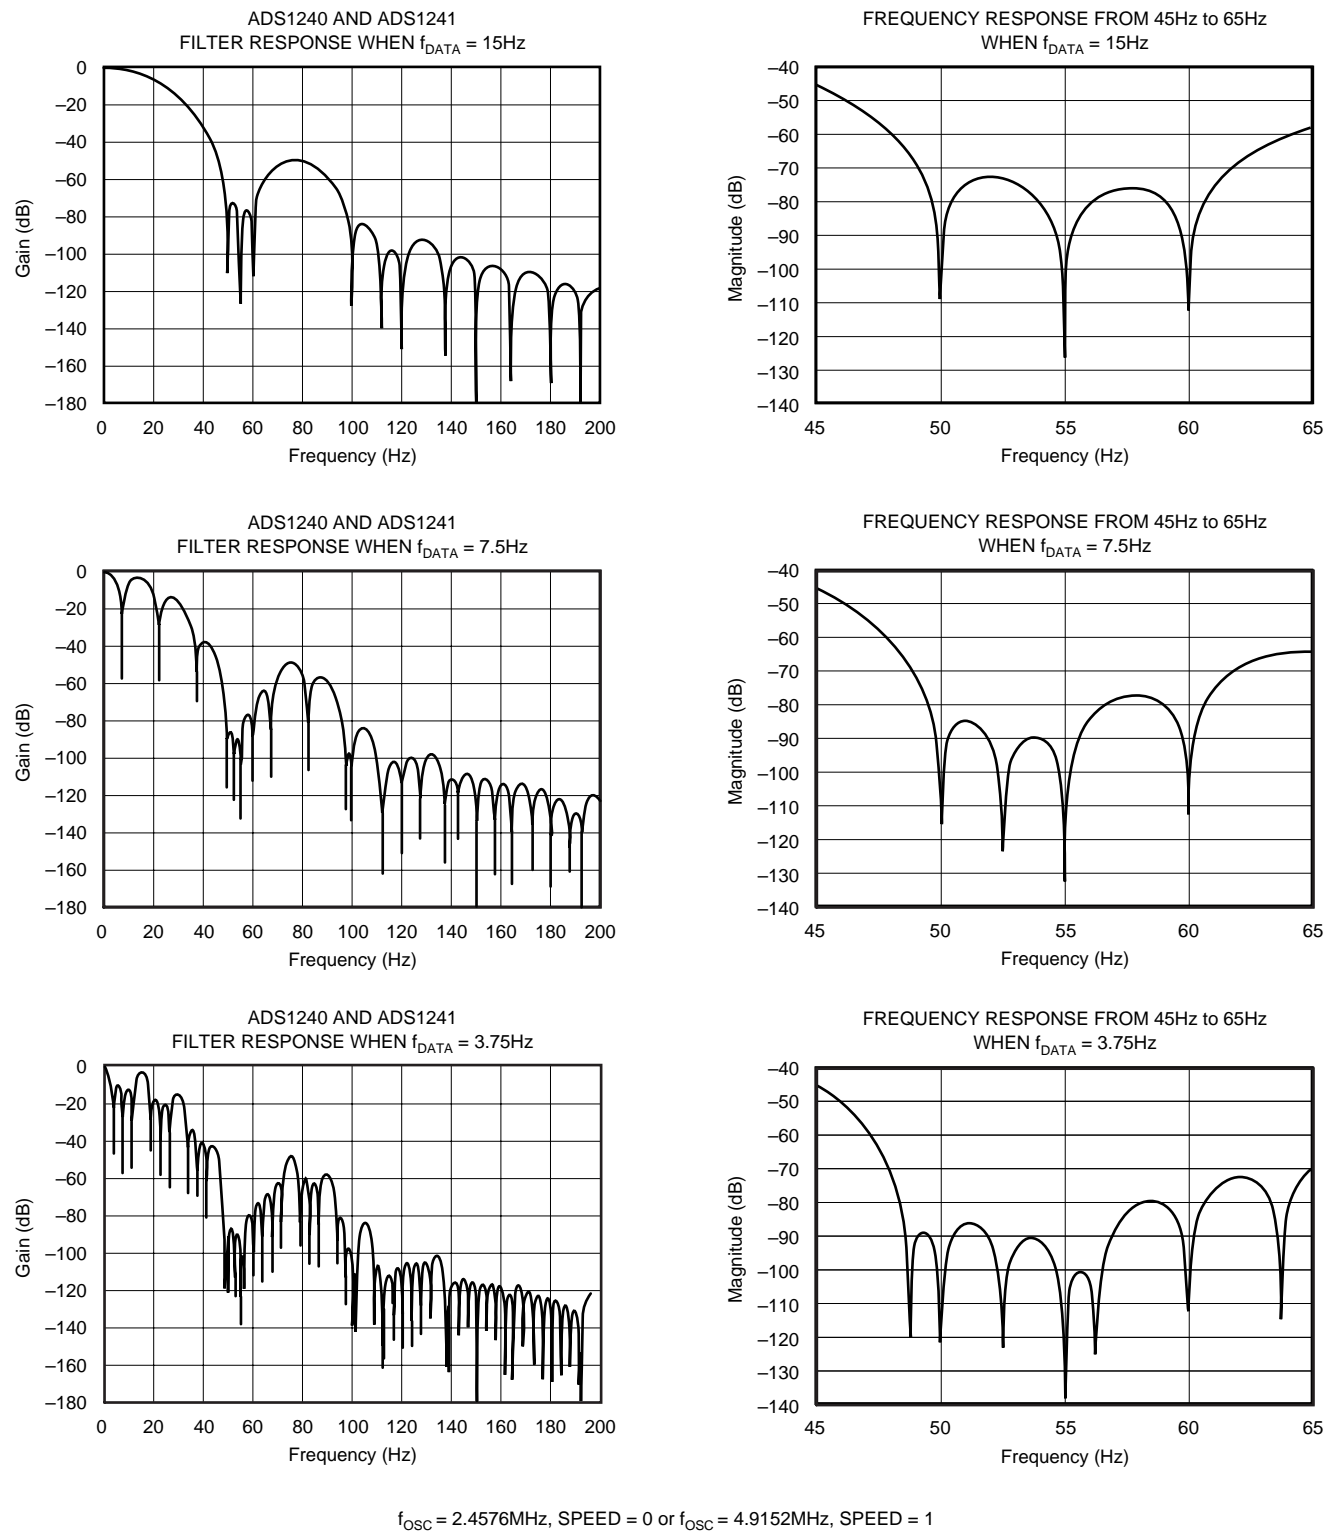 ADS1240 AND ADS1241
FILTER RESPONSE WHEN fDATA = 15Hz
0
–20
–40
–60
–80
–100
–120
–140
–160
–180
Gain (dB)
0 20 40 60 80 100 120 140 160 180 200
Frequency (Hz)
FREQUENCY RESPONSE FROM 45Hz to 65Hz
WHEN fDATA = 15Hz
–40
–50
–60
–70
–80
–90
–100
–110
–120
–130
–140
Magnitude (dB)
45 50 55 60 65
Frequency (Hz)
ADS1240 AND ADS1241
FILTER RESPONSE WHEN fDATA = 7.5Hz
0
–20
–40
–60
–80
–100
–120
–140
–160
–180
Gain (dB)
0 20 40 60 80 100 120 140 160 180 200
Frequency (Hz)
FREQUENCY RESPONSE FROM 45Hz to 65Hz
WHEN fDATA = 7.5Hz
–40
–50
–60
–70
–80
–90
–100
–110
–120
–130
–140
Magnitude (dB)
45 50 55 60 65
Frequency (Hz)
ADS1240 AND ADS1241
FILTER RESPONSE WHEN fDATA = 3.75Hz
0
–20
–40
–60
–80
–100
–120
–140
–160
–180
Gain (dB)
0 20 40 60 80 100 120 140 160 180 200
Frequency (Hz)
FREQUENCY RESPONSE FROM 45Hz to 65Hz
WHEN fDATA = 3.75Hz
–40
–50
–60
–70
–80
–90
–100
–110
–120
–130
–140
Magnitude (dB)
45 50 55 60 65
Frequency (Hz)
fOSC = 2.4576MHz, SPEED = 0 or fOSC = 4.9152MHz, SPEED = 1